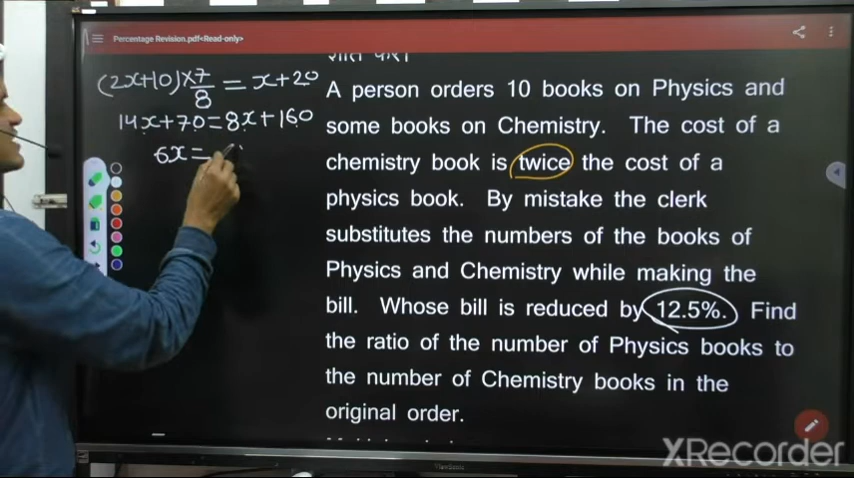 Percentage Revision.pdf<Read-only>
(2x+10)×7/8 = x+20
14x+70=8x+160
6x=
A person orders 10 books on Physics and
some books on Chemistry. The cost of a
chemistry book is twice the cost of a
physics book. By mistake the clerk
substitutes the numbers of the books of
Physics and Chemistry while making the
bill. Whose bill is reduced by 12.5%. Find
the ratio of the number of Physics books to
the number of Chemistry books in the
original order.
XRecorder
ViewSonic